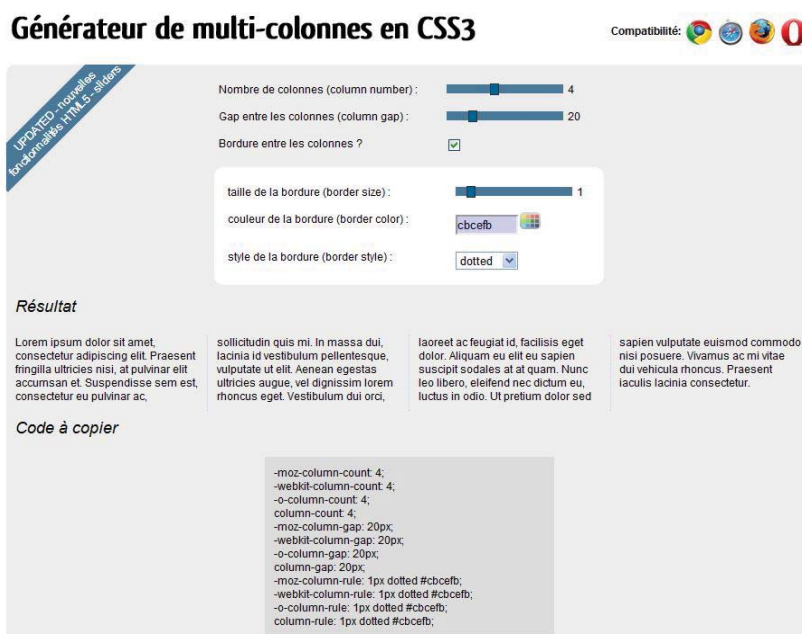 Générateur de multi-colonnes en CSS3
Compatibilité:
UPDATED - nouvelles
fonctionnalités HTML5 - sliders
Nombre de colonnes (column number) :
4
Gap entre les colonnes (column gap) :
20
Bordure entre les colonnes ?
taille de la bordure (border size) :
1
couleur de la bordure (border color) :
cbcefb
style de la bordure (border style) :
dotted
Résultat
Lorem ipsum dolor sit amet,
consectetur adipiscing elit. Praesent
fringilla ultricies nisi, at pulvinar elit
accumsan et. Suspendisse sem est,
consectetur eu pulvinar ac,
sollicitudin quis mi. In massa dui,
lacinia id vestibulum pellentesque,
vulputate ut elit. Aenean egestas
ultricies augue, vel dignissim lorem
rhoncus eget. Vestibulum dui orci,
laoreet ac feugiat id, facilisis eget
dolor. Aliquam eu elit eu sapien
suscipit sodales at at quam. Nunc
leo libero, eleifend nec dictum eu,
luctus in odio. Ut pretium dolor sed
sapien vulputate euismod commodo
nisi posuere. Vivamus ac mi vitae
dui vehicula rhoncus. Praesent
iaculis lacinia consectetur.
Code à copier
-moz-column-count: 4;
-webkit-column-count: 4;
-o-column-count: 4;
column-count: 4;
-moz-column-gap: 20px;
-webkit-column-gap: 20px;
-o-column-gap: 20px;
column-gap: 20px;
-moz-column-rule: 1px dotted #cbcefb;
-webkit-column-rule: 1px dotted #cbcefb;
-o-column-rule: 1px dotted #cbcefb;
column-rule: 1px dotted #cbcefb;